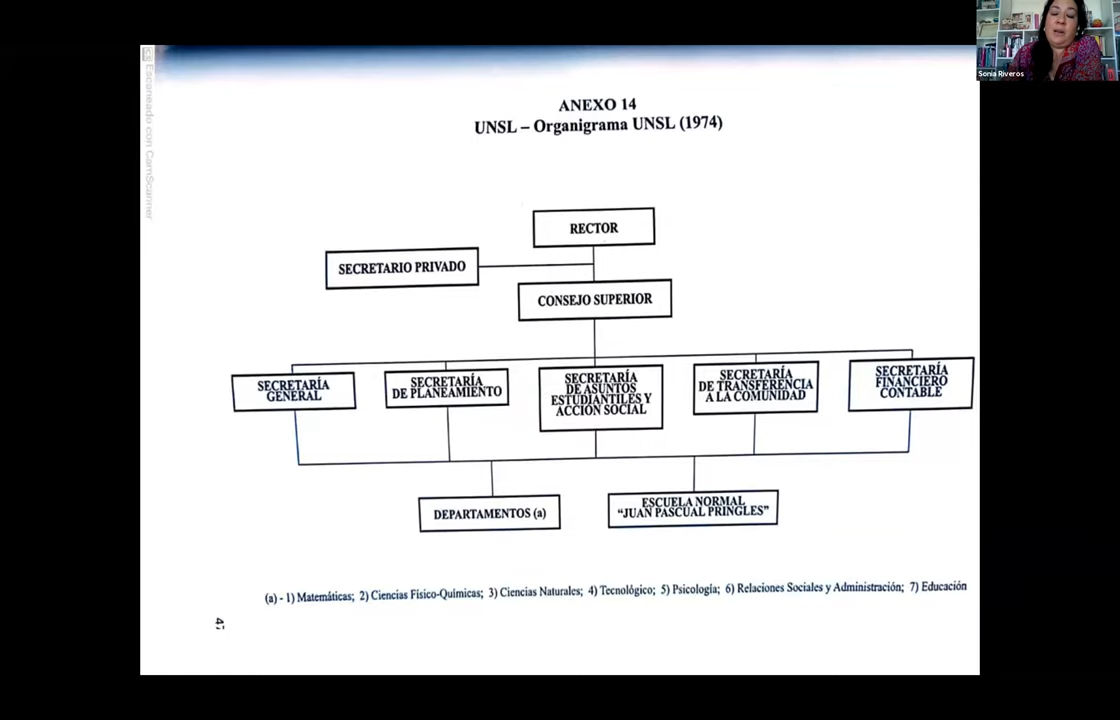 Sonia Riveros
Escaneado con CamScanner
ANEXO 14
UNSL – Organigrama UNSL (1974)
RECTOR
SECRETARIO PRIVADO
CONSEJO SUPERIOR
SECRETARÍA
GENERAL
SECRETARÍA
DE PLANEAMIENTO
SECRETARÍA
DE ASUNTOS
ESTUDIANTILES Y
ACCIÓN SOCIAL
SECRETARÍA
DE TRANSFERENCIA
A LA COMUNIDAD
SECRETARÍA
FINANCIERO
CONTABLE
DEPARTAMENTOS (a)
ESCUELA NORMAL
“JUAN PASCUAL PRINGLES”
(a) - 1) Matemáticas; 2) Ciencias Físico-Químicas; 3) Ciencias Naturales; 4) Tecnológico; 5) Psicología; 6) Relaciones Sociales y Administración; 7) Educación